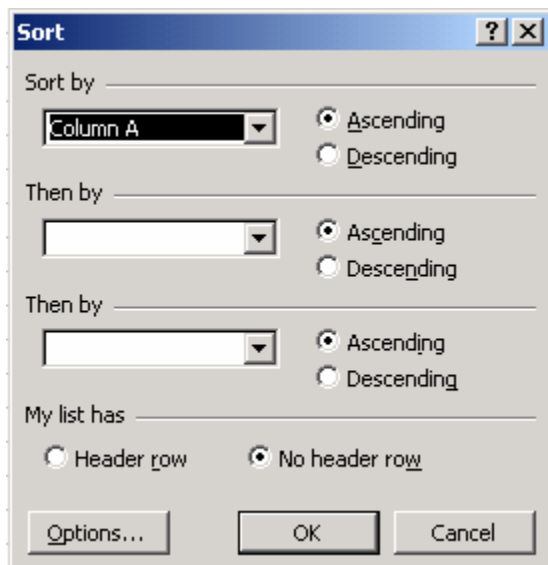 Sort
Sort by
Column A
Ascending
Descending
Then by
Ascending
Descending
Then by
Ascending
Descending
My list has
Header row
No header row
Options...
OK
Cancel